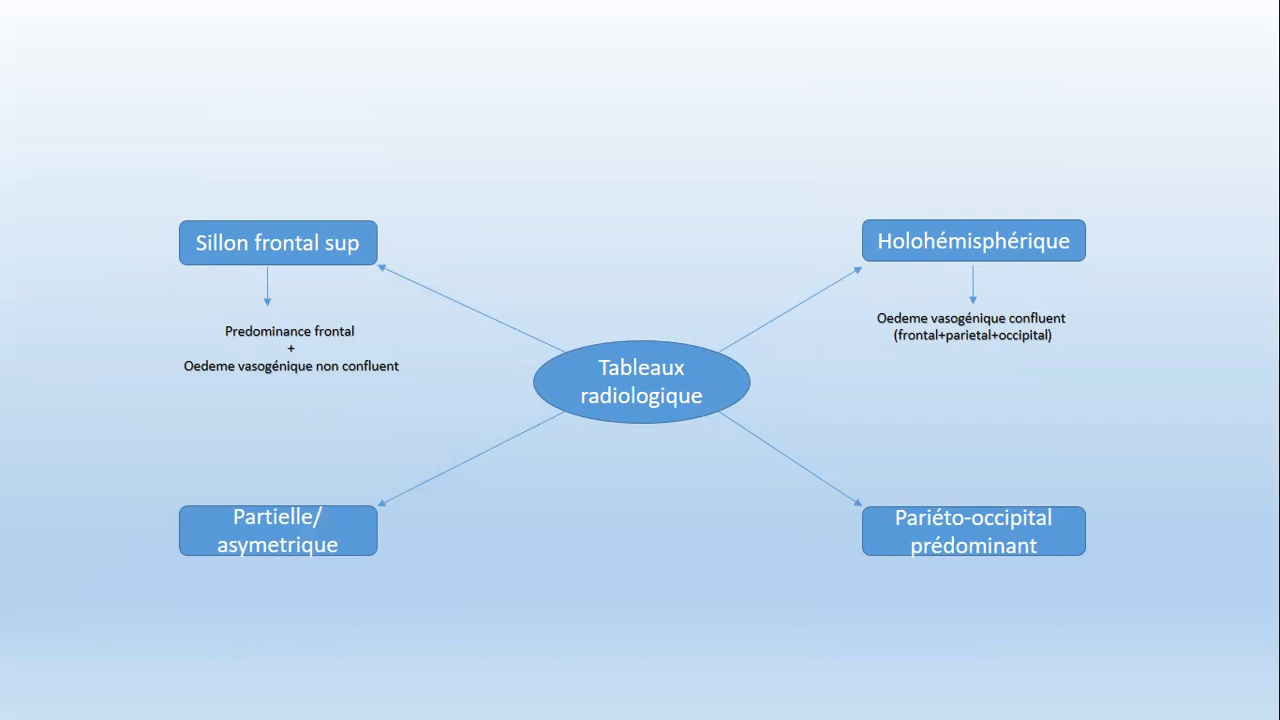 Sillon frontal sup
Holohémisphérique
Predominance frontal
+
Oedeme vasogénique non confluent
Oedeme vasogénique confluent
(frontal+parietal+occipital)
Tableaux
radiologique
Partielle/
asymetrique
Pariéto-occipital
prédominant